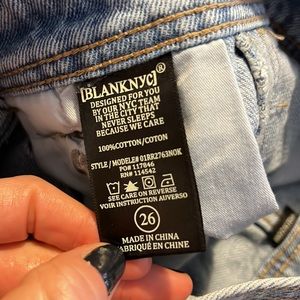 [BLANKNYC]®
DESIGNED FOR YOU
BY OUR NYC TEAM
IN THE CITY THAT
NEVER SLEEPS
BECAUSE WE CARE
100%COTTON/COTON
STYLE / MODELE# 01RR2763NOK
PO# 117846
RN# 114542
SEE CARE ON REVERSE
VOIR INSTRUCTION AUVERSO
26
MADE IN CHINA
FABRIQUÉ EN CHINE